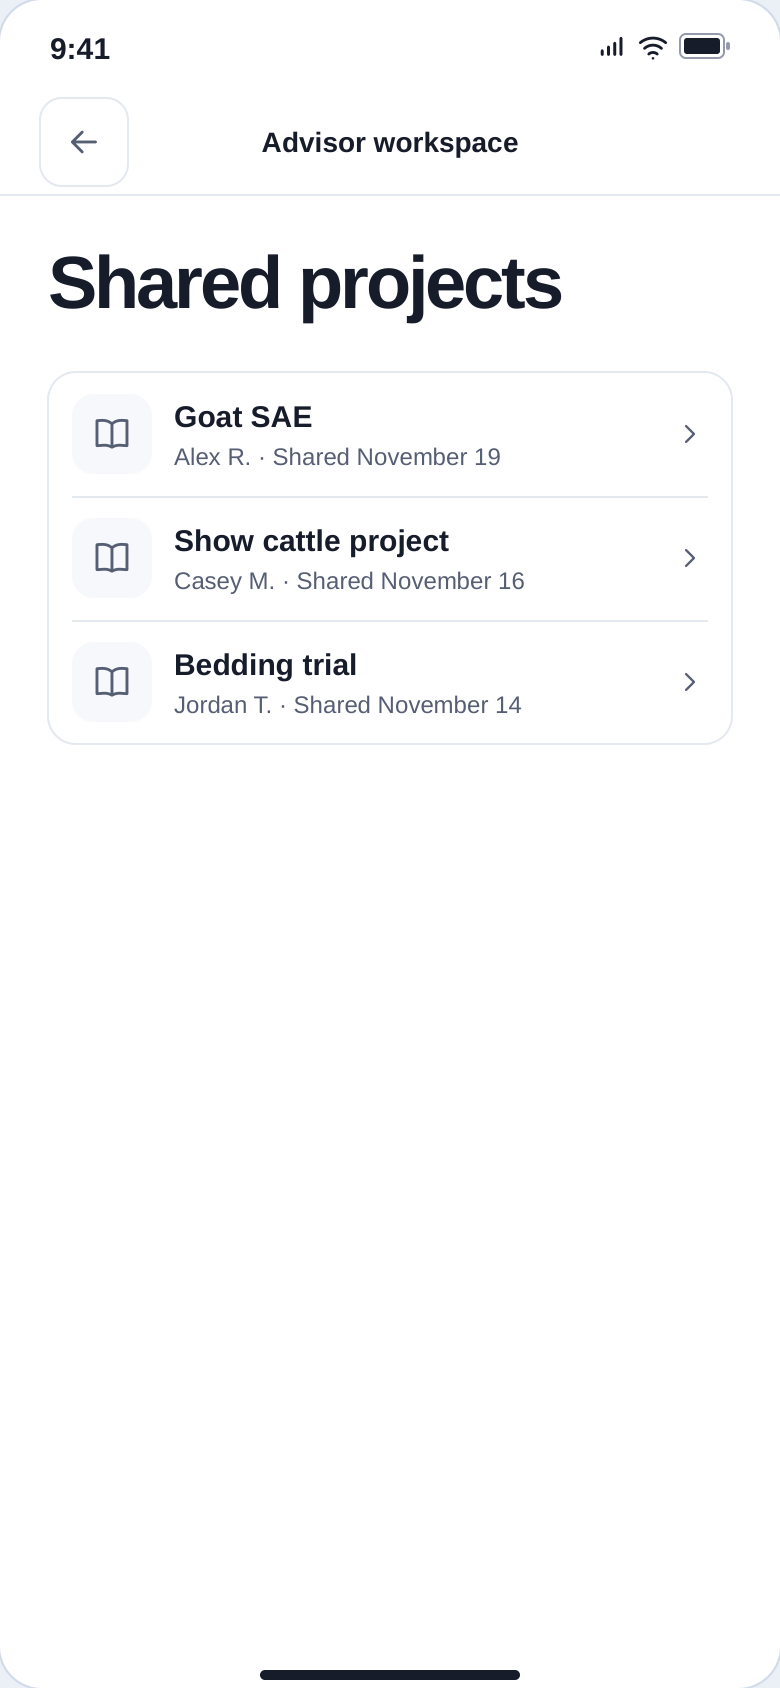 9:41
Advisor workspace
Shared projects
Goat SAE
Alex R. · Shared November 19
Show cattle project
Casey M. · Shared November 16
Bedding trial
Jordan T. · Shared November 14